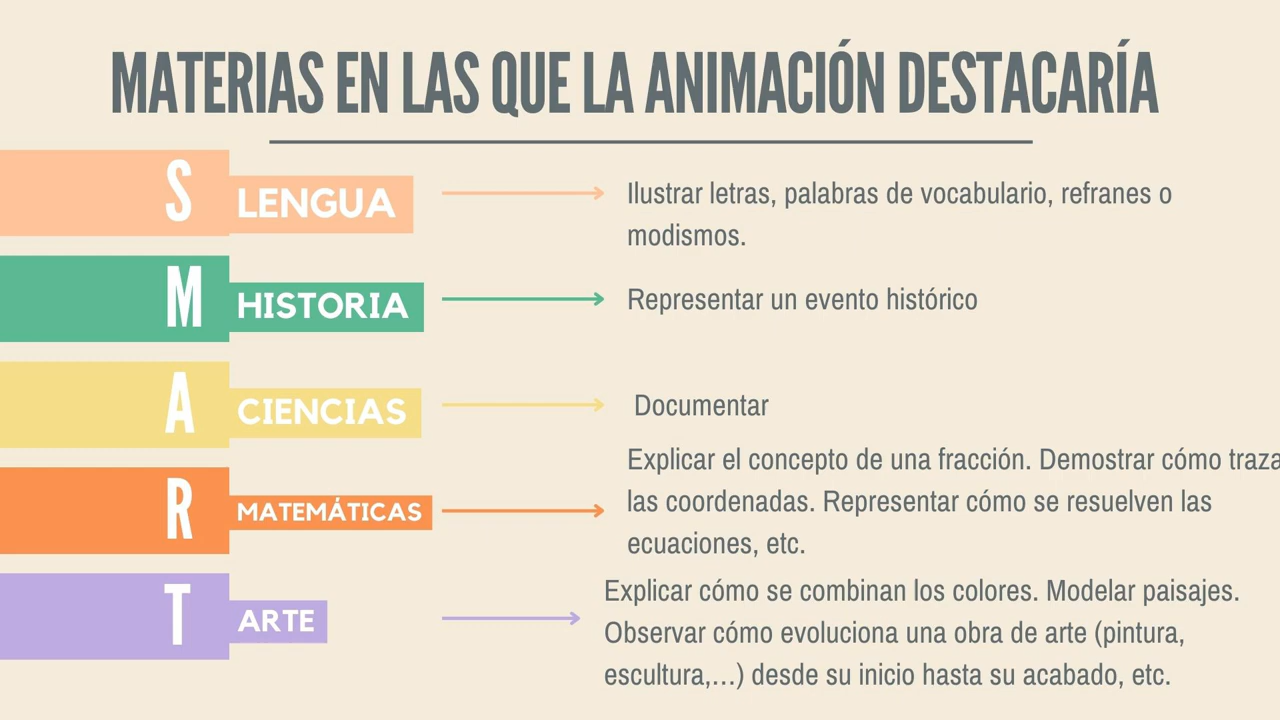 MATERIAS EN LAS QUE LA ANIMACIÓN DESTACARÍA
S
LENGUA
Ilustrar letras, palabras de vocabulario, refranes o
modismos.
M
HISTORIA
Representar un evento histórico
A
CIENCIAS
Documentar
R
MATEMÁTICAS
Explicar el concepto de una fracción. Demostrar cómo traza
las coordenadas. Representar cómo se resuelven las
ecuaciones, etc.
T
ARTE
Explicar cómo se combinan los colores. Modelar paisajes.
Observar cómo evoluciona una obra de arte (pintura,
escultura,...) desde su inicio hasta su acabado, etc.